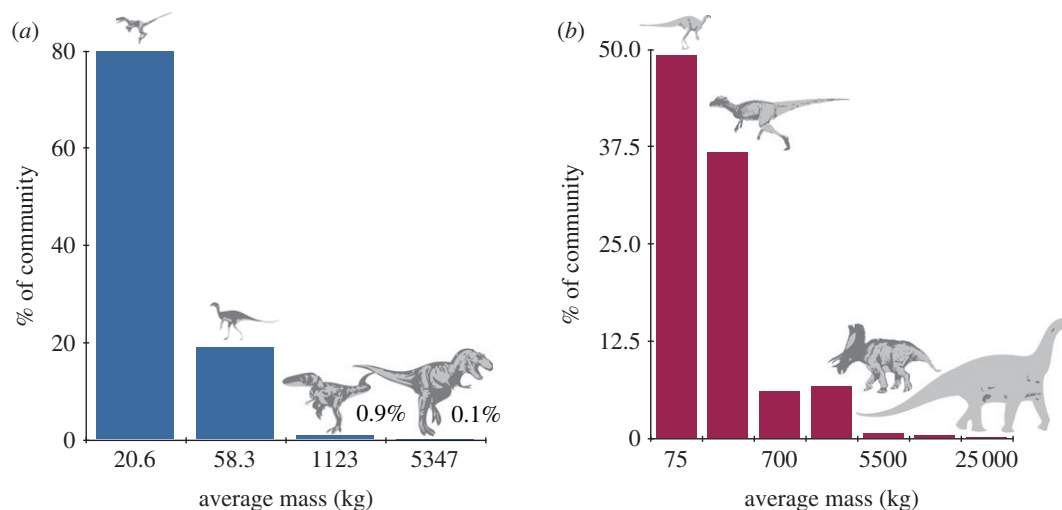 (a)
% of community
80
60
40
20
0
0.9%
0.1%
20.6 58.3 1123 5347
average mass (kg)
(b)
% of community
50.0
37.5
25.0
12.5
0
75 700 5500 25 000
average mass (kg)